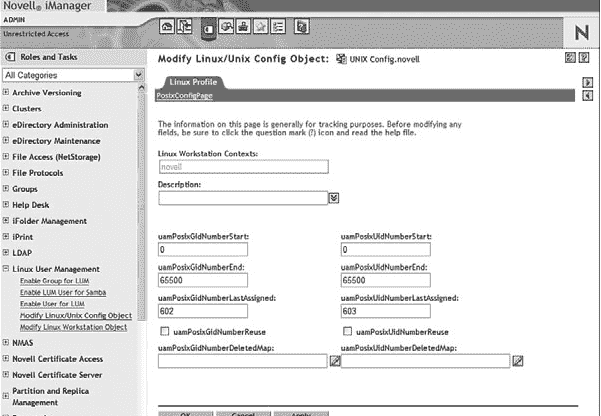 Novell® iManager
ADMIN
Unrestricted Access
N
Roles and Tasks
All Categories
Archive Versioning
Clusters
eDirectory Administration
eDirectory Maintenance
File Access (NetStorage)
File Protocols
Groups
Help Desk
iFolder Management
iPrint
LDAP
Linux User Management
Enable Group for LUM
Enable LUM User for Samba
Enable User for LUM
Modify Linux/Unix Config Object
Modify Linux Workstation Object
NMAS
Novell Certificate Access
Novell Certificate Server
Partition and Replica
Management
Modify Linux/Unix Config Object: UNIX Config.novell
Linux Profile
PosixConfigPage
The information on this page is generally for tracking purposes. Before modifying any
fields, be sure to click the question mark (?) icon and read the help file.
Linux Workstation Contexts:
novell
Description:
uamPosixGidNumberStart: uamPosixUidNumberStart:
0 0
uamPosixGidNumberEnd: uamPosixUidNumberEnd:
65500 65500
uamPosixGidNumberLastAssigned: uamPosixUidNumberLastAssigned:
602 603
uamPosixGidNumberReuse uamPosixUidNumberReuse
uamPosixGidNumberDeletedMap: uamPosixUidNumberDeletedMap:
OK Cancel Apply